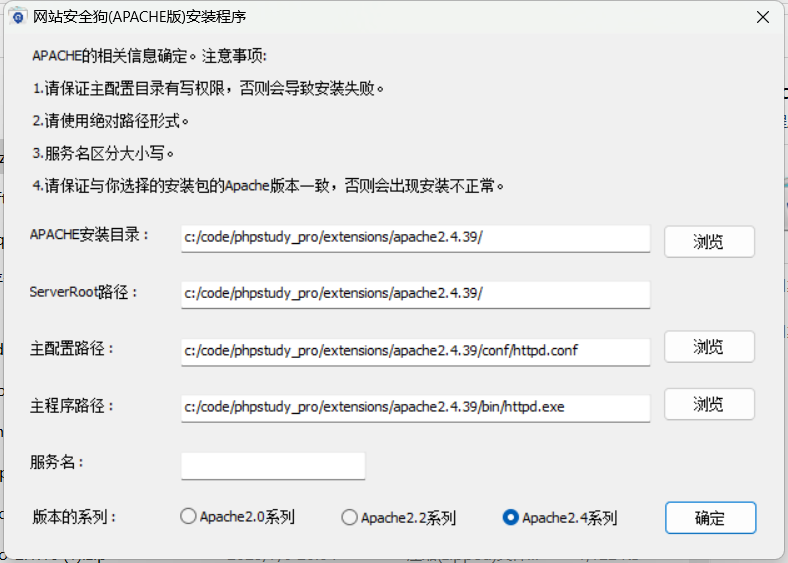 网站安全狗(APACHE版)安装程序
APACHE的相关信息确定。注意事项:
1.请保证主配置目录有写权限，否则会导致安装失败。
2.请使用绝对路径形式。
3.服务名区分大小写。
4.请保证与你选择的安装包的Apache版本一致，否则会出现安装不正常。
APACHE安装目录： c:/code/phpstudy_pro/extensions/apache2.4.39/ 浏览
ServerRoot路径： c:/code/phpstudy_pro/extensions/apache2.4.39/
主配置路径： c:/code/phpstudy_pro/extensions/apache2.4.39/conf/httpd.conf 浏览
主程序路径： c:/code/phpstudy_pro/extensions/apache2.4.39/bin/httpd.exe 浏览
服务名：
版本的系列： Apache2.0系列 Apache2.2系列 Apache2.4系列 确定